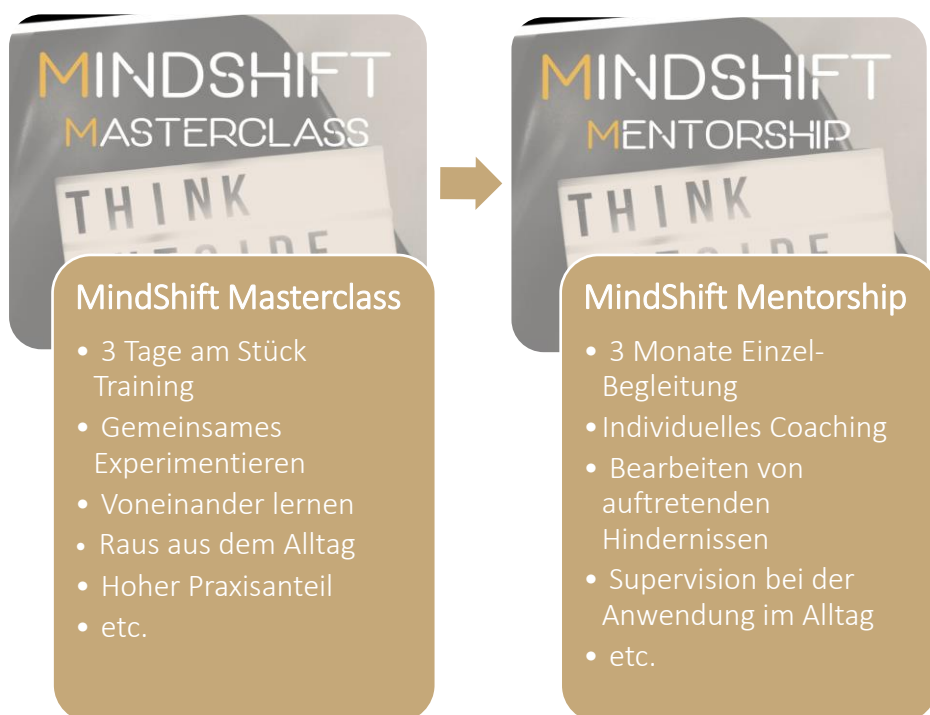 MINDSHIFT
MASTERCLASS
THINK
MindShift Masterclass
• 3 Tage am Stück
Training
• Gemeinsames
Experimentieren
• Voneinander lernen
• Raus aus dem Alltag
• Hoher Praxisanteil
• etc.
MINDSHIFT
MENTORSHIP
THINK
MindShift Mentorship
• 3 Monate Einzel-
Begleitung
• Individuelles Coaching
• Bearbeiten von
auftretenden
Hindernissen
• Supervision bei der
Anwendung im Alltag
• etc.